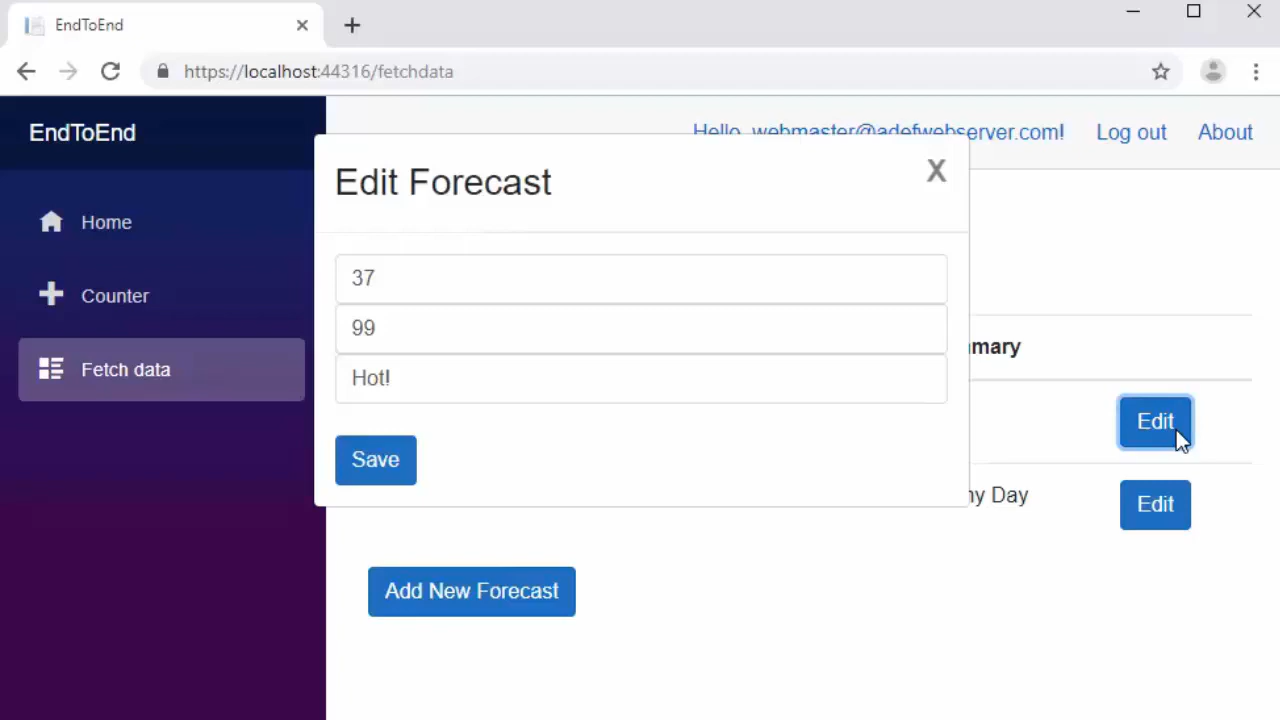 EndToEnd
https://localhost:44316/fetchdata
EndToEnd
Hello, webmaster@adefwebserver.com! Log out About
Home
Counter
Fetch data
Edit Forecast X
37
99
Hot!
Save
mary
Edit
ny Day
Edit
Add New Forecast